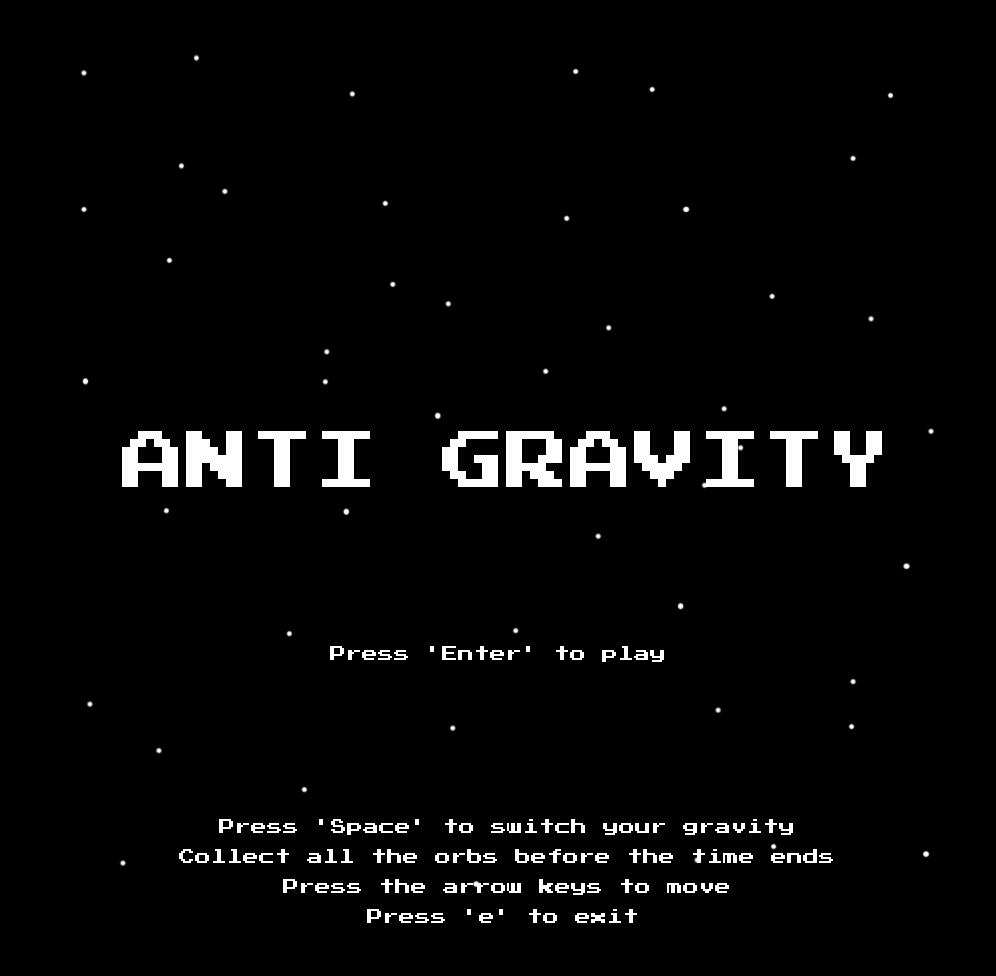 ANTI GRAVITY
Press 'Enter' to play
Press 'Space' to switch your gravity
Collect all the orbs before the time ends
Press the arrow keys to move
Press 'e' to exit